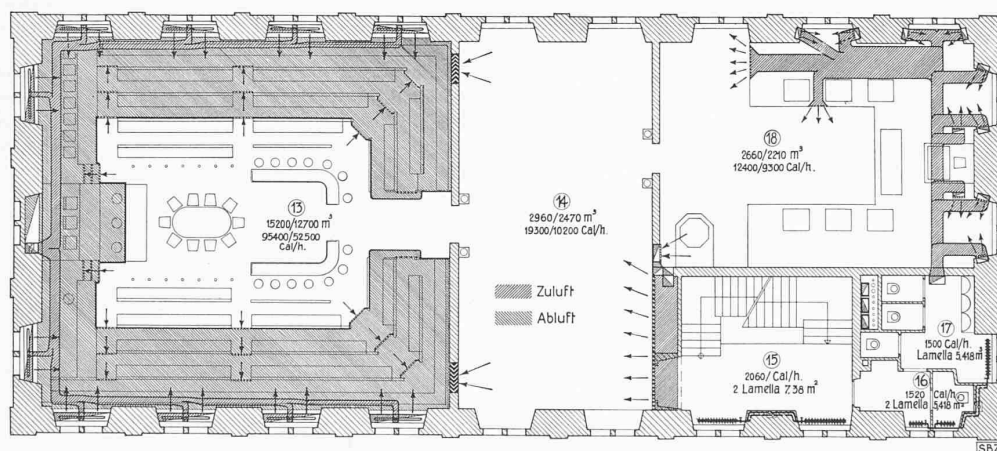 13
15200/12700 m³
95400/52500
Cal/h.
14
2960/2470 m³
19300/10200 Cal/h.
Zuluft
Abluft
18
2660/2210 m³
12400/9300 Cal/h.
15
2060/ Cal/h.
2 Lamella 7,38 m²
17
1500 Cal/h.
Lamella 5,418 m²
16
1520 Cal/h.
2 Lamella 5,418 m²
SBZ